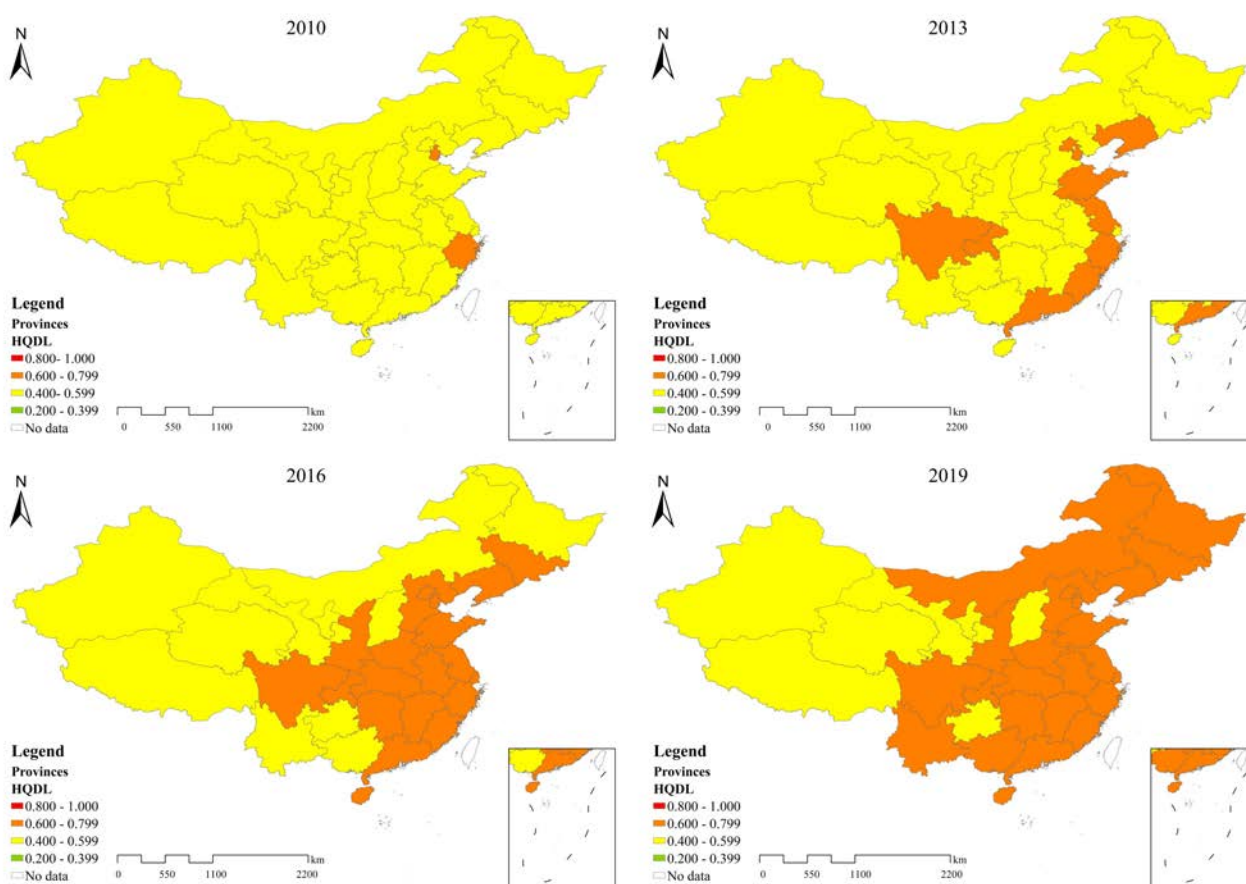 N
2010
Legend
Provinces
HQDL
0.800- 1.000
0.600 - 0.799
0.400- 0.599
0.200 - 0.399
No data
km
0 550 1100 2200
N
2013
Legend
Provinces
HQDL
0.800- 1.000
0.600 - 0.799
0.400 - 0.599
0.200 - 0.399
No data
km
0 550 1100 2200
N
2016
Legend
Provinces
HQDL
0.800 - 1.000
0.600 - 0.799
0.400 - 0.599
0.200 - 0.399
No data
km
0 550 1100 2200
N
2019
Legend
Provinces
HQDL
0.800 - 1.000
0.600 - 0.799
0.400 - 0.599
0.200 - 0.399
No data
km
0 550 1100 2200